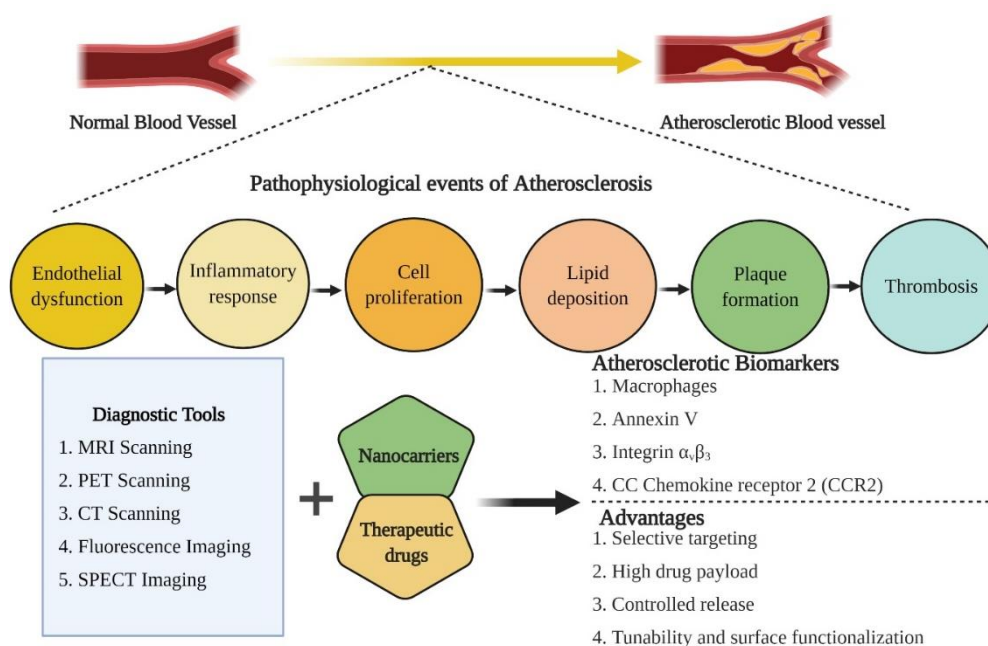 Normal Blood Vessel
Atherosclerotic Blood vessel
Pathophysiological events of Atherosclerosis
Endothelial
dysfunction
Inflammatory
response
Cell
proliferation
Lipid
deposition
Plaque
formation
Thrombosis
Diagnostic Tools
1. MRI Scanning
2. PET Scanning
3. CT Scanning
4. Fluorescence Imaging
5. SPECT Imaging
+
Nanocarriers
Therapeutic
drugs
Atherosclerotic Biomarkers
1. Macrophages
2. Annexin V
3. Integrin αᵥβ₃
4. CC Chemokine receptor 2 (CCR2)
Advantages
1. Selective targeting
2. High drug payload
3. Controlled release
4. Tunability and surface functionalization